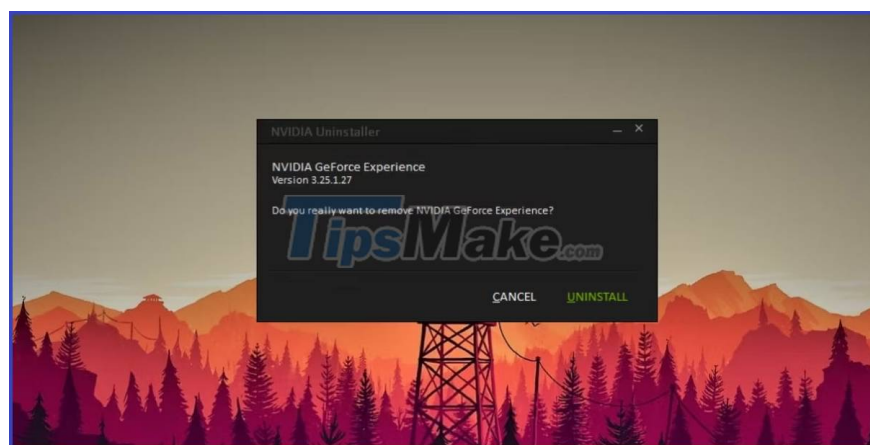 NVIDIA Uninstaller
NVIDIA GeForce Experience
Version 3.25.1.27
Do you really want to remove NVIDIA GeForce Experience?
TipsMake.com
CANCEL UNINSTALL